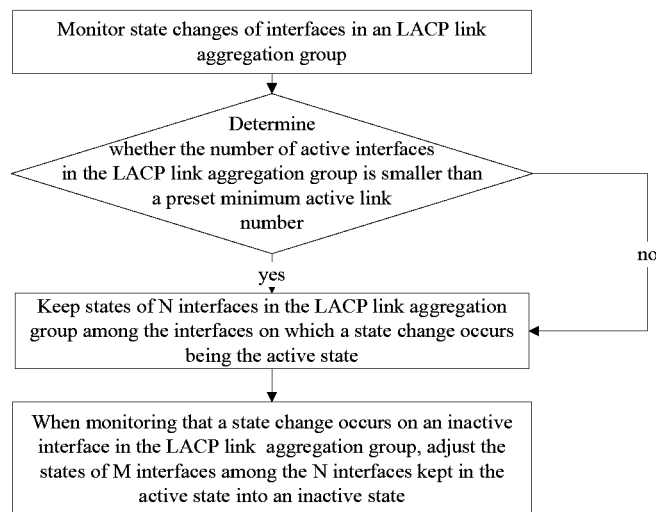 Monitor state changes of interfaces in an LACP link
aggregation group
Determine
whether the number of active interfaces
in the LACP link aggregation group is smaller than
a preset minimum active link
number
no
yes
Keep states of N interfaces in the LACP link aggregation
group among the interfaces on which a state change occurs
being the active state
When monitoring that a state change occurs on an inactive
interface in the LACP link aggregation group, adjust the
states of M interfaces among the N interfaces kept in the
active state into an inactive state